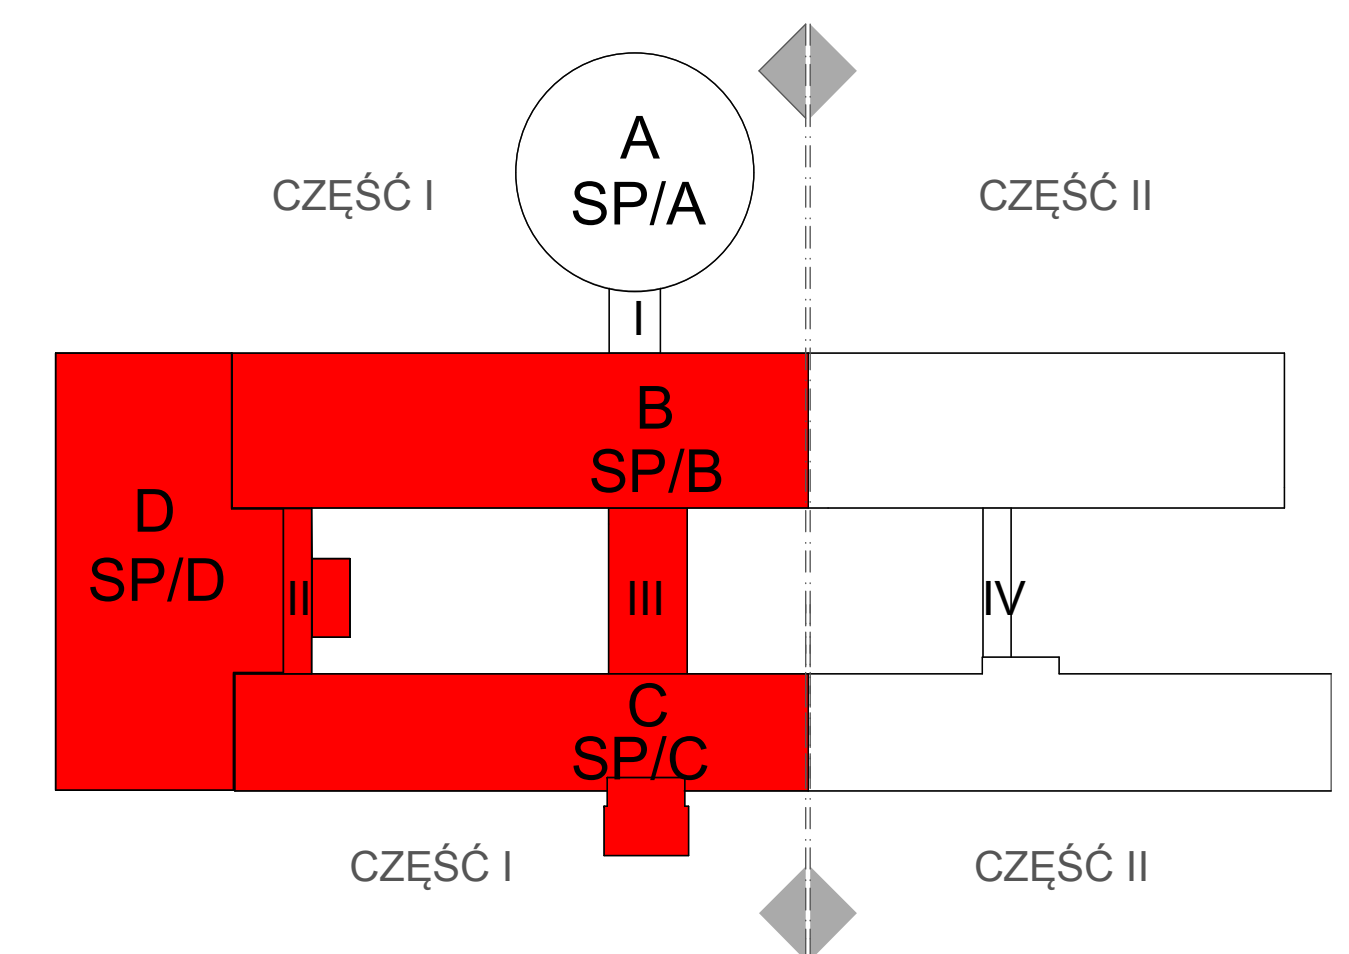 A
SP/A
CZĘŚĆ I
CZĘŚĆ II
I
B
SP/B
D
SP/D
II
III
IV
C
SP/C
CZĘŚĆ I
CZĘŚĆ II